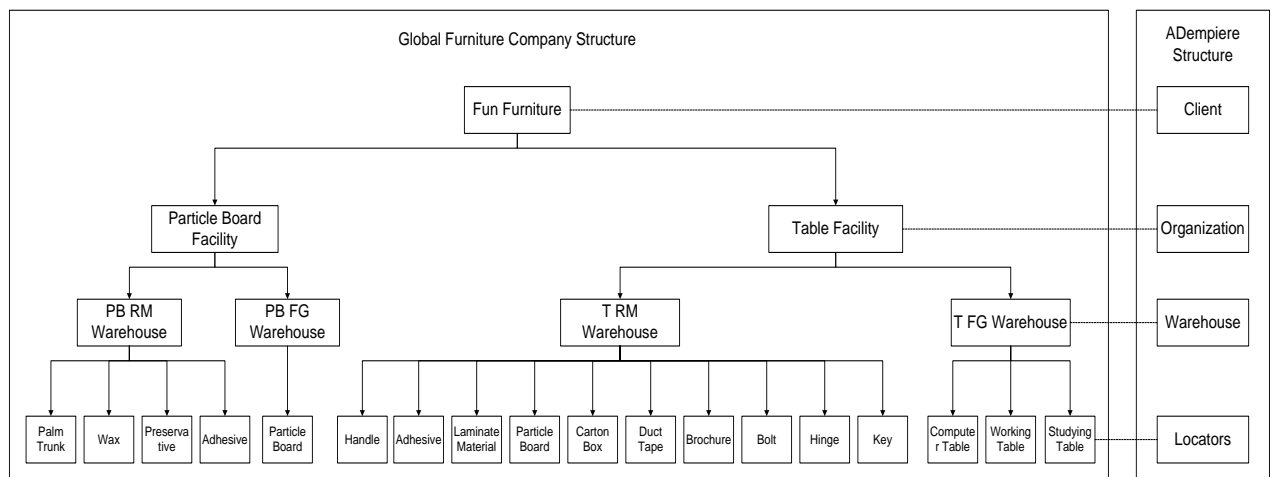 Global Furniture Company Structure
ADempiere
Structure
Fun Furniture
Client
Particle Board
Facility
Table Facility
Organization
PB RM
Warehouse
PB FG
Warehouse
T RM
Warehouse
T FG Warehouse
Warehouse
Palm
Trunk
Wax
Preservat
ive
Adhesive
Particle
Board
Handle
Adhesive
Laminate
Material
Particle
Board
Carton
Box
Duct
Tape
Brochure
Bolt
Hinge
Key
Compute
r Table
Working
Table
Studying
Table
Locators